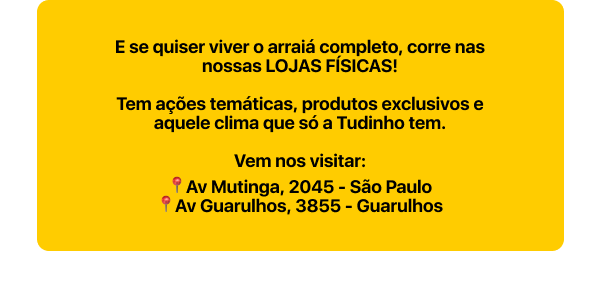 E se quiser viver o arraiá completo, corre nas
nossas LOJAS FÍSICAS!
Tem ações temáticas, produtos exclusivos e
aquele clima que só a Tudinho tem.
Vem nos visitar:
📍Av Mutinga, 2045 - São Paulo
📍Av Guarulhos, 3855 - Guarulhos